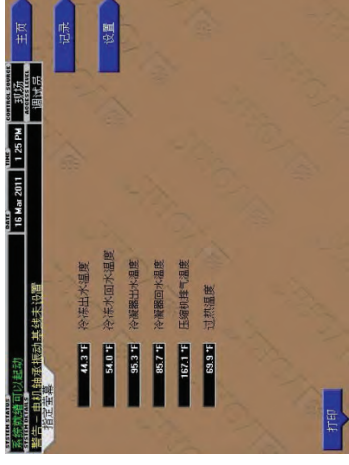 SYSTEM STATUS
系统就绪可以起动
DATE
16 Mar 2011
TIME
1 25 PM
CONTROL SOURCE
现场
SYSTEM DETAILS
警告 - 电机轴承振动基线未设置
ACCESS LEVEL
调试员
指定荧幕
主页
44.3 °F 冷冻出水温度
54.0 °F 冷冻水回水温度
95.3 °F 冷凝器出水温度
85.7 °F 冷凝器回水温度
167.1 °F 压缩机排气温度
69.9 °F 过热温度
记录
设置
打印